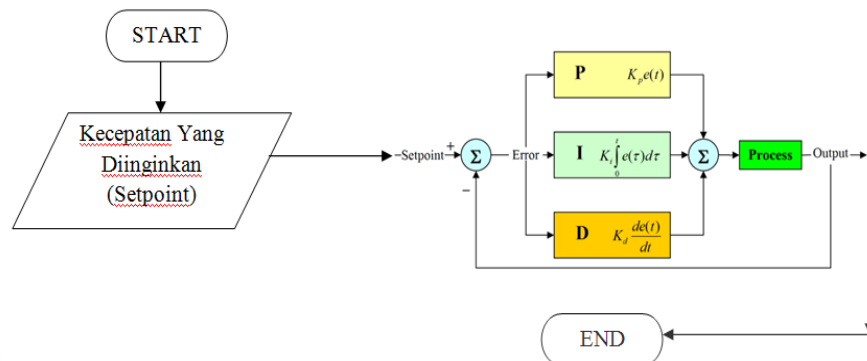 START
Kecepatan Yang
Diinginkan
(Setpoint)
Setpoint
+
−
Σ
Error
P K_p e(t)
I K_i ∫_0^t e(τ)dτ
D K_d de(t)/dt
Σ
Process
Output
END